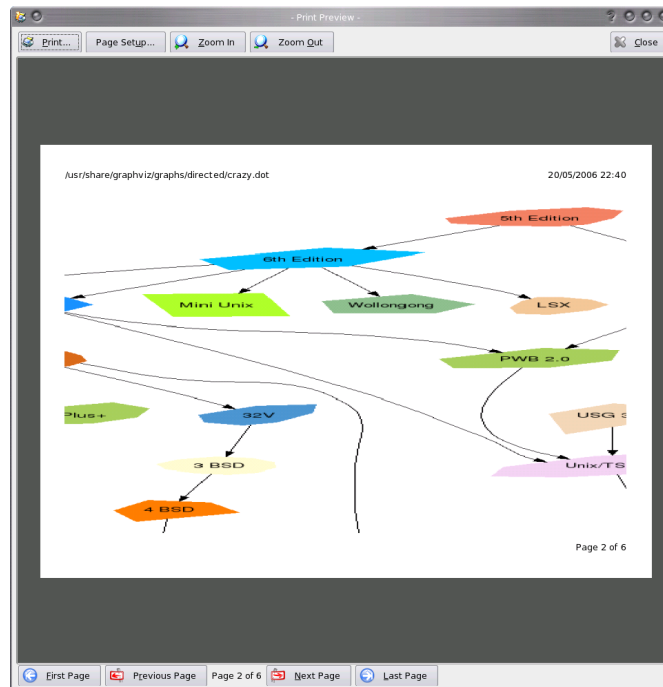 - Print Preview -
Print... Page Setup... Zoom In Zoom Out Close
/usr/share/graphviz/graphs/directed/crazy.dot 20/05/2006 22:40
5th Edition
6th Edition
Mini Unix Wollongong LSX
PWB 2.0
Plus+ 32V USG
3 BSD Unix/TS
4 BSD
Page 2 of 6
First Page Previous Page Page 2 of 6 Next Page Last Page